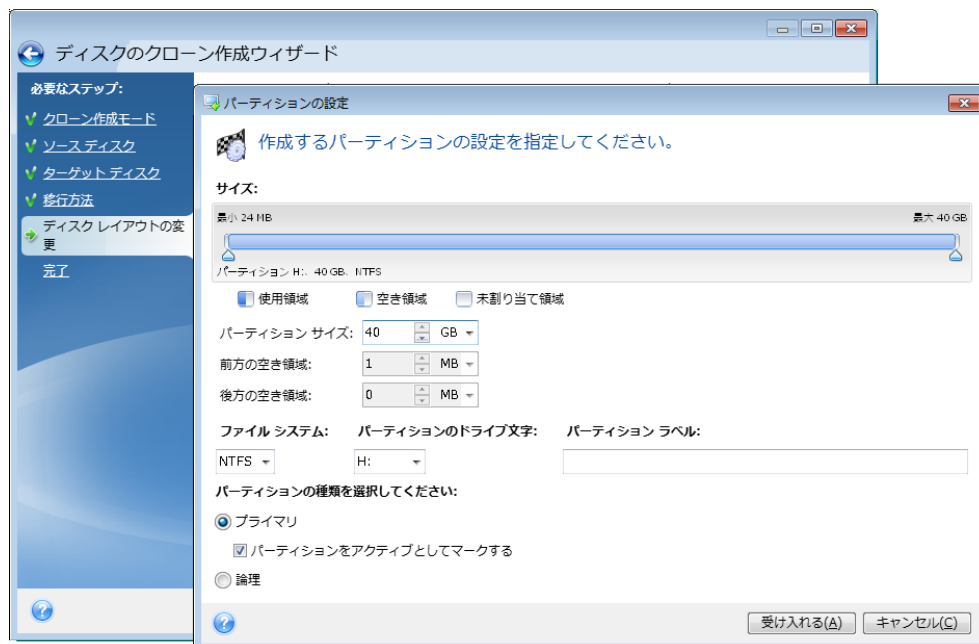 ディスクのクローン作成ウィザード
必要なステップ:
クローン作成モード
ソース ディスク
ターゲット ディスク
移行方法
ディスク レイアウトの変
更
完了
パーティションの設定
作成するパーティションの設定を指定してください。
サイズ:
最小 24 MB
最大 40 GB
パーティション H:、40 GB、NTFS
使用領域 空き領域 未割り当て領域
パーティション サイズ: 40 GB
前方の空き領域: 1 MB
後方の空き領域: 0 MB
ファイル システム: パーティションのドライブ文字: パーティション ラベル:
NTFS H:
パーティションの種類を選択してください:
プライマリ
パーティションをアクティブとしてマークする
論理
受け入れる(A) キャンセル(C)